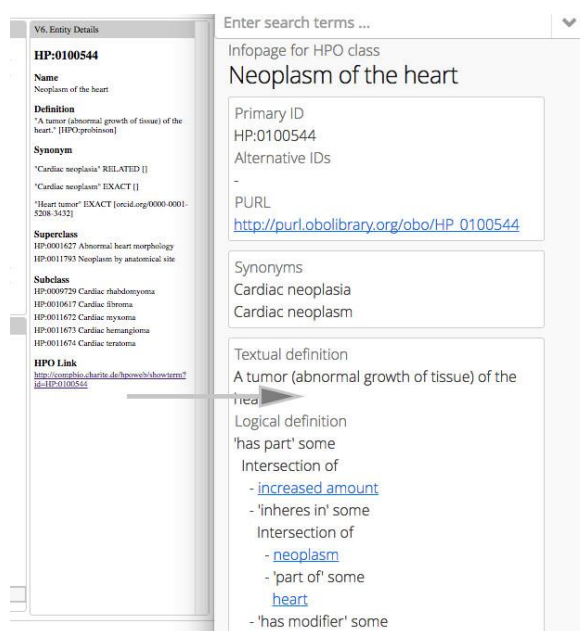 V6. Entity Details
HP:0100544
Name
Neoplasm of the heart
Definition
"A tumor (abnormal growth of tissue) of the
heart." [HPO:probinson]
Synonym
"Cardiac neoplasia" RELATED []
"Cardiac neoplasm" EXACT []
"Heart tumor" EXACT [orcid.org/0000-0001-
5208-3432]
Superclass
HP:0001627 Abnormal heart morphology
HP:0011793 Neoplasm by anatomical site
Subclass
HP:0009729 Cardiac rhabdomyoma
HP:0010617 Cardiac fibroma
HP:0011672 Cardiac myxoma
HP:0011673 Cardiac hemangioma
HP:0011674 Cardiac teratoma
HPO Link
http://compbio.charite.de/hpoweb/showterm?
id=HP:0100544
Enter search terms ...
Infopage for HPO class
Neoplasm of the heart
Primary ID
HP:0100544
Alternative IDs
-
PURL
http://purl.obolibrary.org/obo/HP_0100544
Synonyms
Cardiac neoplasia
Cardiac neoplasm
Textual definition
A tumor (abnormal growth of tissue) of the
Logical definition
'has part' some
Intersection of
- increased amount
- 'inheres in' some
Intersection of
- neoplasm
- 'part of' some
heart
- 'has modifier' some